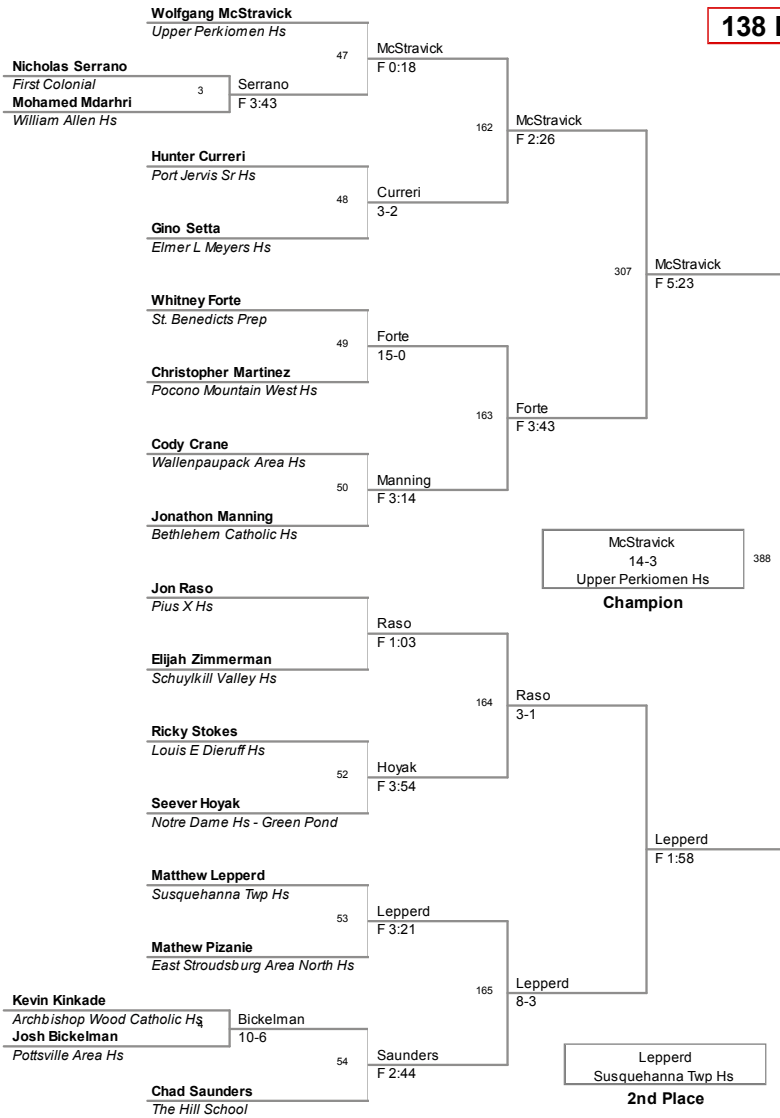 Wolfgang McStravick
138
Upper Perkiomen Hs
47
McStravick
F 0:18
Nicholas Serrano
First Colonial
3
Serrano
Mohamed Mdarhri
F 3:43
William Allen Hs
162
McStravick
F 2:26
Hunter Curreri
Port Jervis Sr Hs
48
Curreri
3-2
Gino Setta
Elmer L Meyers Hs
307
McStravick
F 5:23
Whitney Forte
St. Benedicts Prep
49
Forte
15-0
Christopher Martinez
Pocono Mountain West Hs
163
Forte
F 3:43
Cody Crane
Wallenpaupack Area Hs
50
Manning
F 3:14
Jonathon Manning
Bethlehem Catholic Hs
McStravick
14-3
388
Upper Perkiomen Hs
Champion
Jon Raso
Pius X Hs
Raso
F 1:03
Elijah Zimmerman
Schuylkill Valley Hs
164
Raso
3-1
Ricky Stokes
Louis E Dieruff Hs
52
Hoyak
F 3:54
Seever Hoyak
Notre Dame Hs - Green Pond
Lepperd
F 1:58
Matthew Lepperd
Susquehanna Twp Hs
53
Lepperd
F 3:21
Mathew Pizanie
East Stroudsburg Area North Hs
165
Lepperd
8-3
Kevin Kinkade
Archbishop Wood Catholic Hs
4
Bickelman
Josh Bickelman
10-6
Pottsville Area Hs
54
Saunders
F 2:44
Chad Saunders
The Hill School
Lepperd
Susquehanna Twp Hs
2nd Place